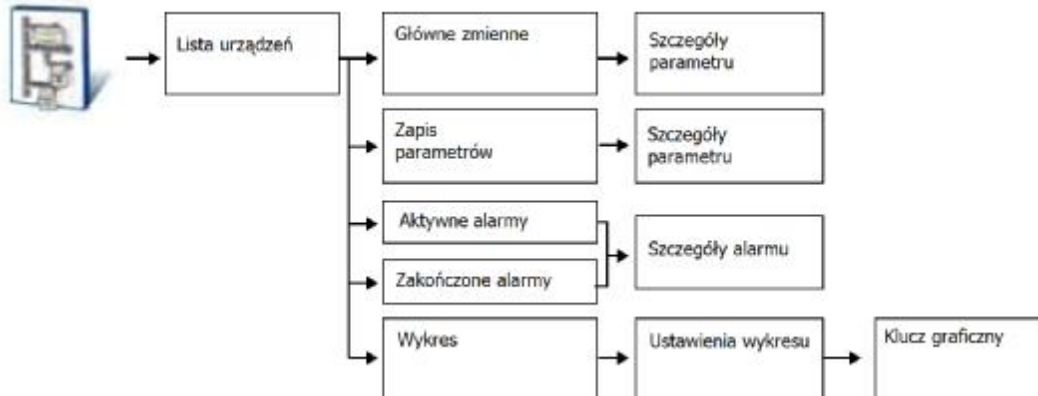 Lista urządzeń
Główne zmienne
Szczegóły
parametru
Zapis
parametrów
Szczegóły
parametru
Aktywne alarmy
Zakończone alarmy
Szczegóły alarmu
Wykres
Ustawienia wykresu
Klucz graficzny